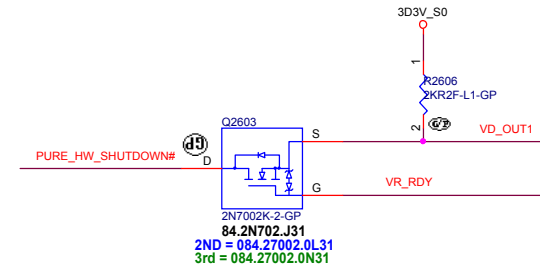 3D3V_S0
1
R2606
2KR2F-L1-GP
2
G/P
Q2603
GP
S
VD_OUT1
PURE_HW_SHUTDOWN#
D
G
VR_RDY
2N7002K-2-GP
84.2N702.J31
2ND = 084.27002.0L31
3rd = 084.27002.0N31